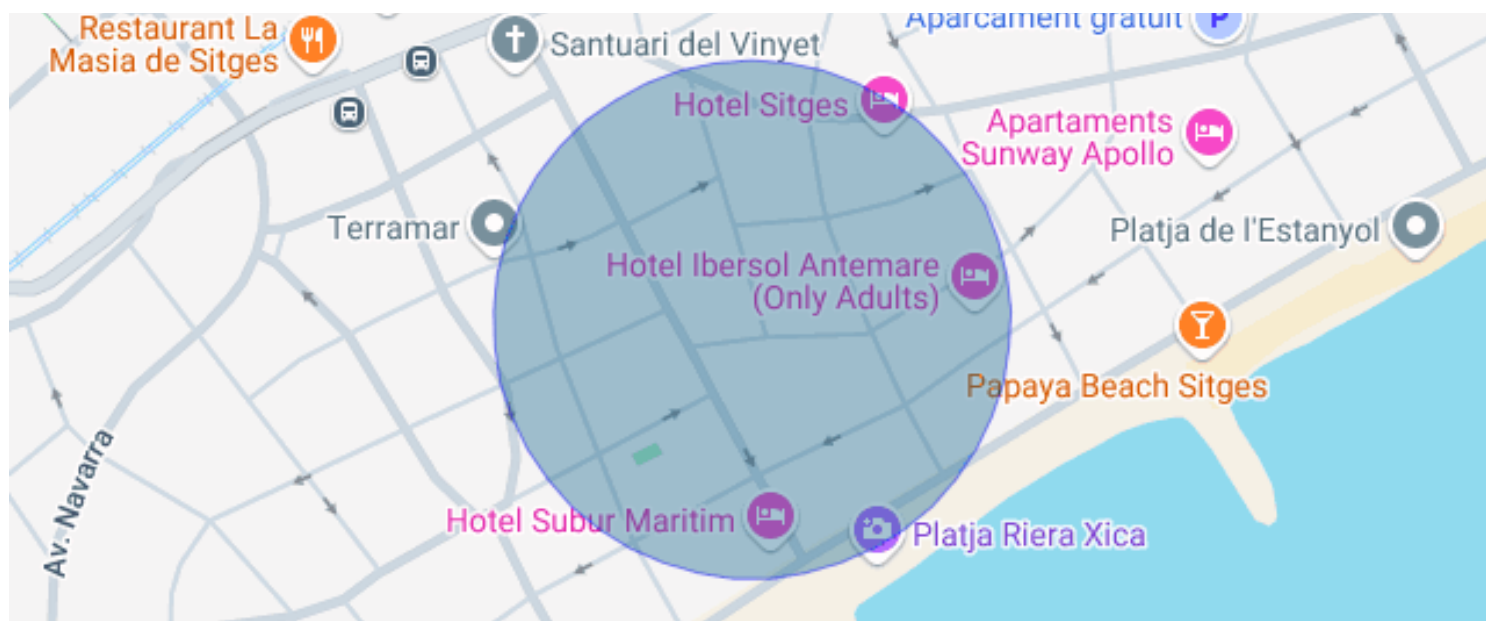 Restaurant La
Masia de Sitges
Santuari del Vinyet
Aparcament gratuït
P
Hotel Sitges
Apartaments
Sunway Apollo
Terramar
Platja de l'Estanyol
Hotel Ibersol Antemare
(Only Adults)
Papaya Beach Sitges
Av. Navarra
Hotel Subur Maritim
Platja Riera Xica